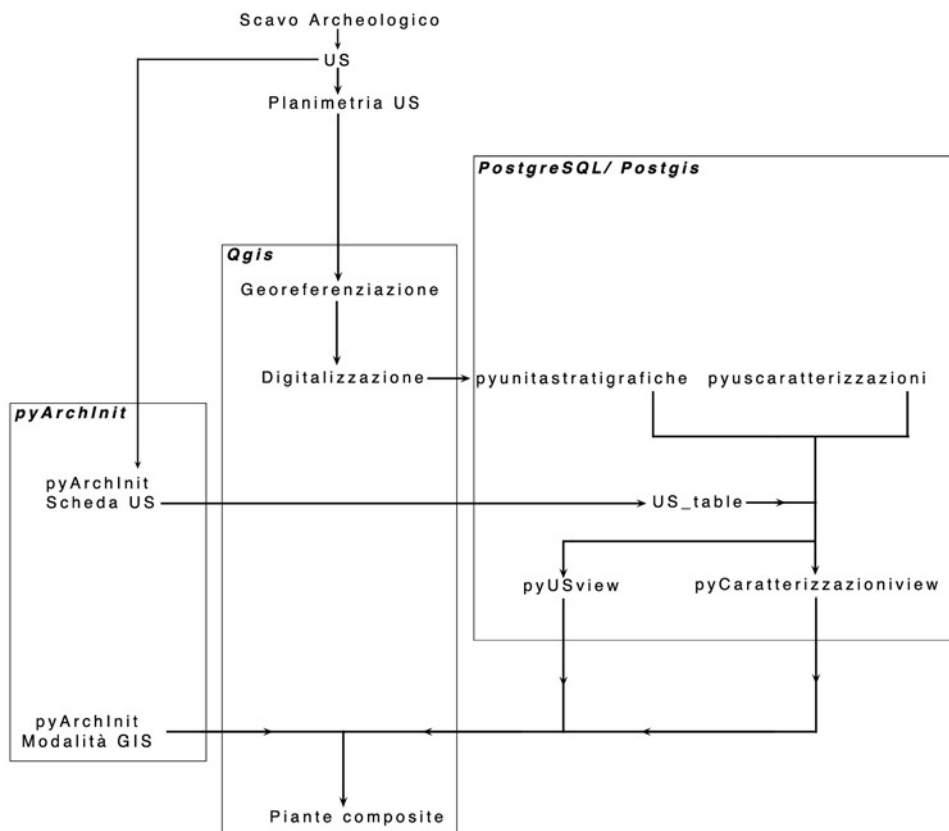 Scavo Archeologico
US
Planimetria US
PostgreSQL/ Postgis
Qgis
Georeferenziazione
Digitalizzazione
pyunitastratigrafiche
pyuscaratterizzazioni
pyArchInit
pyArchInit
Scheda US
US_table
pyUSview
pyCaratterizzazioniview
pyArchInit
Modalità GIS
Piante composite